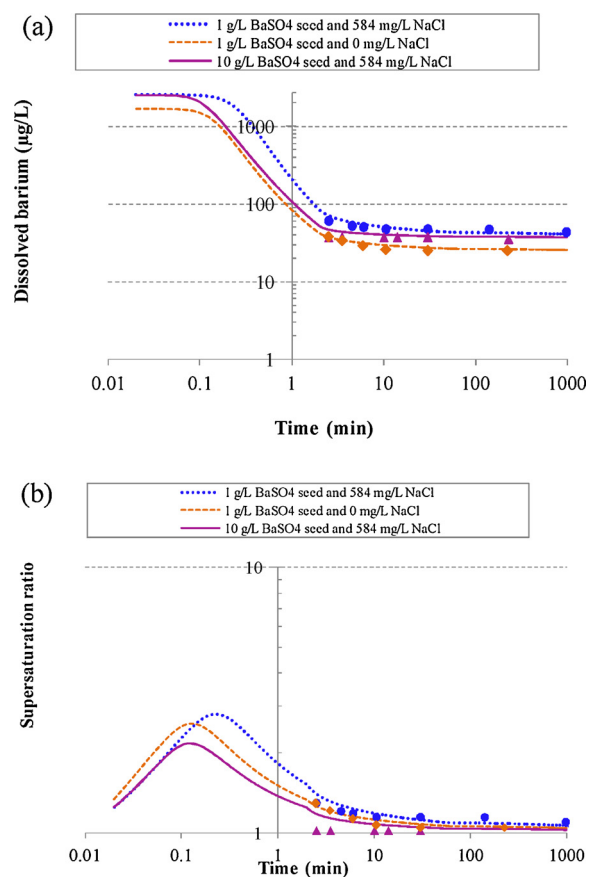 (a)
1 g/L BaSO4 seed and 584 mg/L NaCl
1 g/L BaSO4 seed and 0 mg/L NaCl
10 g/L BaSO4 seed and 584 mg/L NaCl
Dissolved barium (µg/L)
1000
100
10
1
0.01 0.1 1 10 100 1000
Time (min)
(b)
1 g/L BaSO4 seed and 584 mg/L NaCl
1 g/L BaSO4 seed and 0 mg/L NaCl
10 g/L BaSO4 seed and 584 mg/L NaCl
Supersaturation ratio
10
1
0.01 0.1 1 10 100 1000
Time (min)